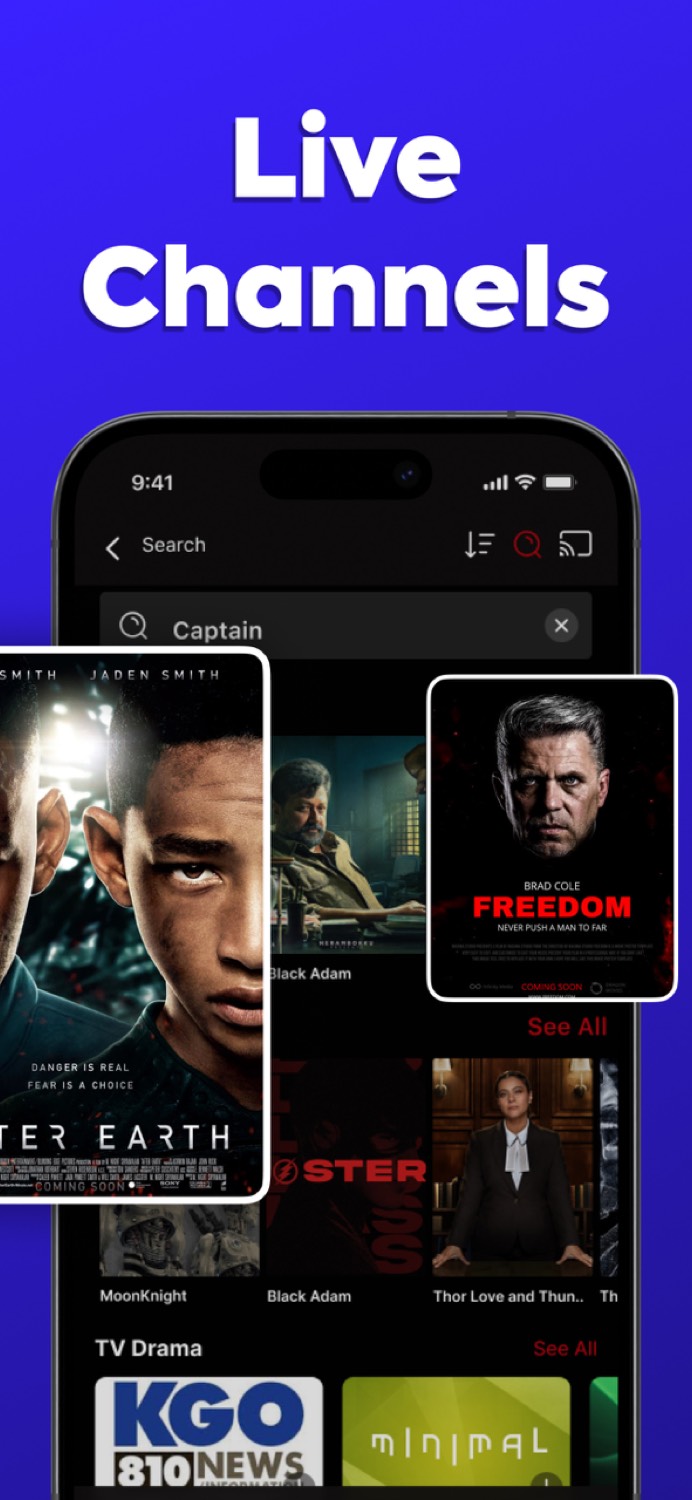 Live
Channels
9:41
Search
Captain
SMITH JADEN SMITH
BRAD COLE
FREEDOM
NEVER PUSH A MAN TO FAR
COMING SOON
Black Adam
See All
DANGER IS REAL
FEAR IS A CHOICE
TER EARTH
COMING SOON
STER
MoonKnight
Black Adam
Thor Love and Thun..
Th
TV Drama
See All
KGO
810 NEWS
minimal